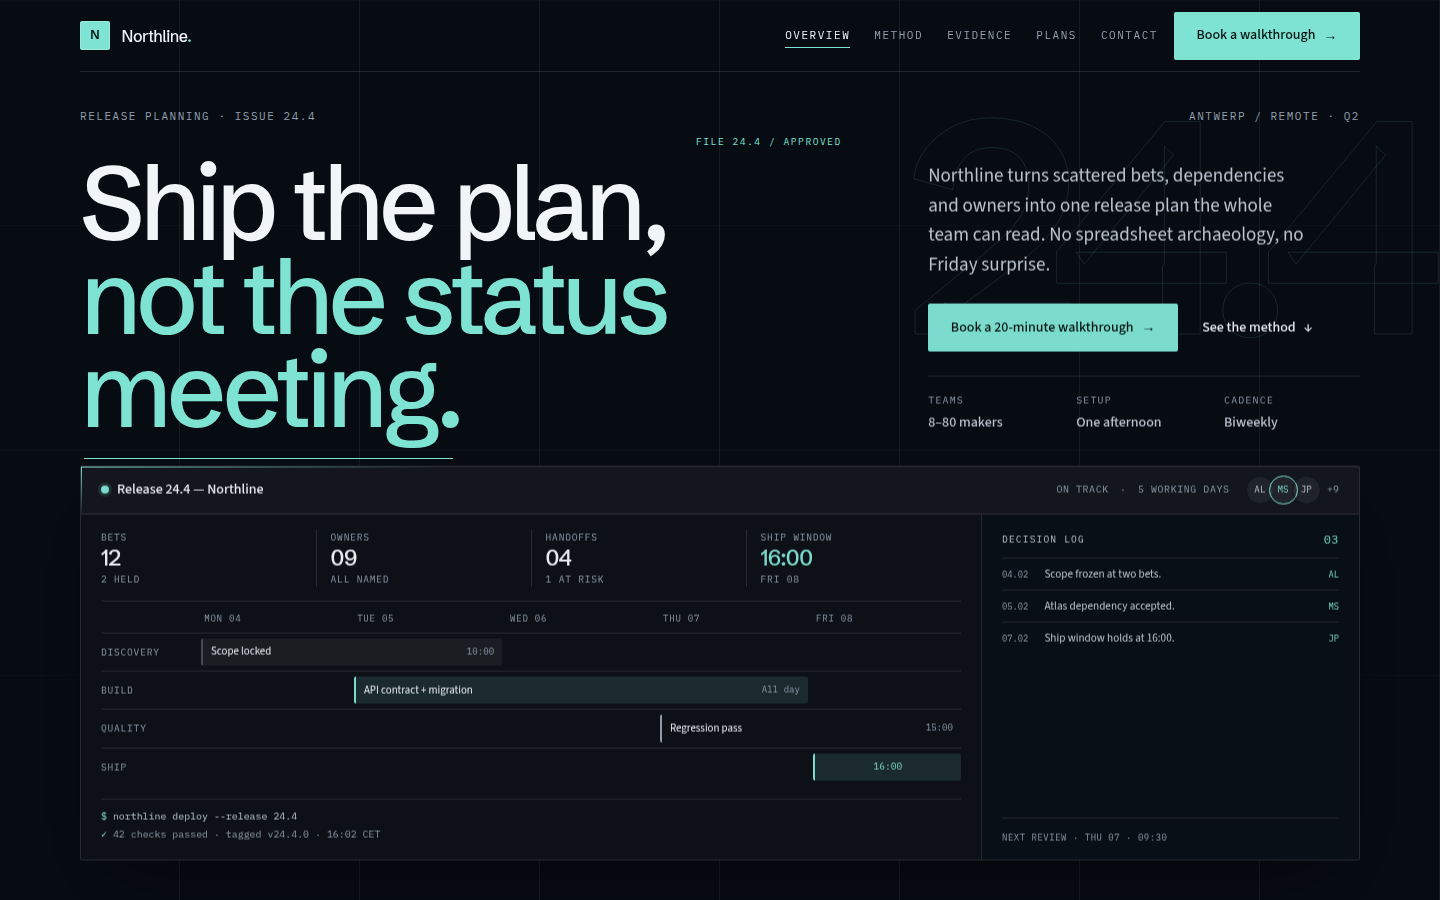 N Northline.
OVERVIEW METHOD EVIDENCE PLANS CONTACT Book a walkthrough →
RELEASE PLANNING · ISSUE 24.4
ANTWERP / REMOTE · Q2
FILE 24.4 / APPROVED
24.4
Ship the plan,
not the status
meeting.
Northline turns scattered bets, dependencies
and owners into one release plan the whole
team can read. No spreadsheet archaeology, no
Friday surprise.
Book a 20-minute walkthrough →
See the method ↓
TEAMS SETUP CADENCE
8–80 makers One afternoon Biweekly
Release 24.4 — Northline
ON TRACK · 5 WORKING DAYS AL MS JP +9
BETS OWNERS HANDOFFS SHIP WINDOW
12 09 04 16:00
2 HELD ALL NAMED 1 AT RISK FRI 08
MON 04 TUE 05 WED 06 THU 07 FRI 08
DISCOVERY Scope locked 10:00
BUILD API contract + migration All day
QUALITY Regression pass 15:00
SHIP 16:00
$ northline deploy --release 24.4
✓ 42 checks passed · tagged v24.4.0 · 16:02 CET
DECISION LOG 03
04.02 Scope frozen at two bets. AL
05.02 Atlas dependency accepted. MS
07.02 Ship window holds at 16:00. JP
NEXT REVIEW · THU 07 · 09:30